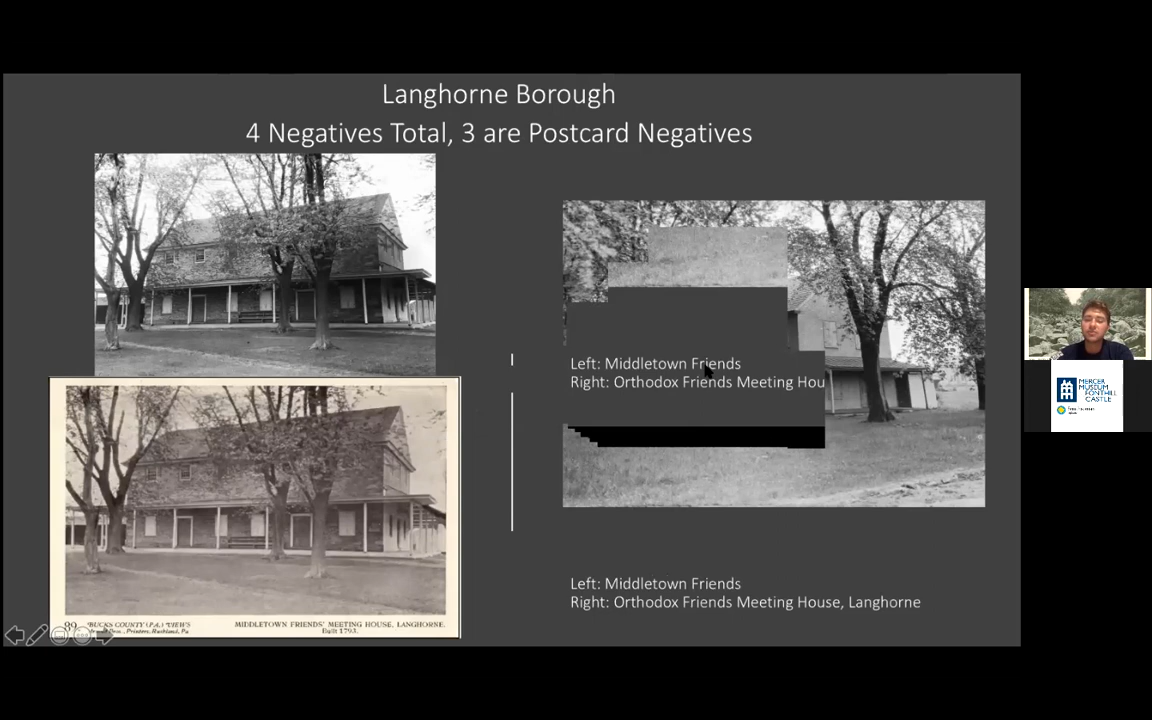 Langhorne Borough
4 Negatives Total, 3 are Postcard Negatives
Left: Middletown Friends
Right: Orthodox Friends Meeting Hou
89 BUCKS COUNTY (PA.) VIEWS
Printers, Rushland, Pa
MIDDLETOWN FRIENDS' MEETING HOUSE, LANGHORNE.
Built 1793.
Left: Middletown Friends
Right: Orthodox Friends Meeting House, Langhorne
MERCER
MUSEUM
FONTHILL
CASTLE